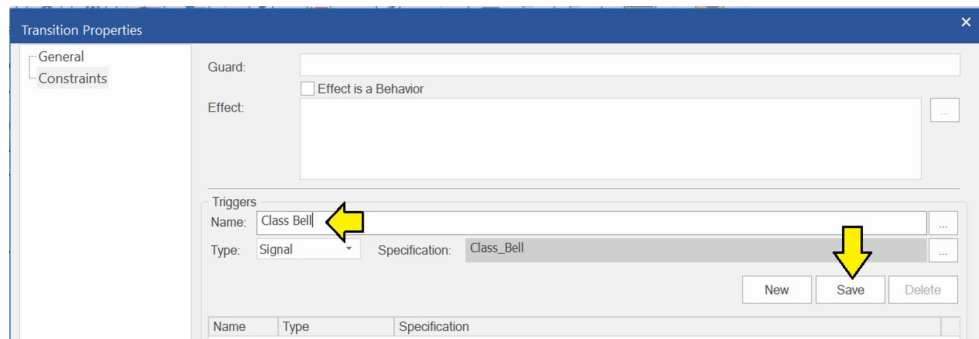 Transition Properties
General
Constraints
Guard:
Effect is a Behavior
Effect:
...
Triggers
Name: Class Bell ...
Type: Signal Specification: Class_Bell ...
New Save Delete
Name Type Specification